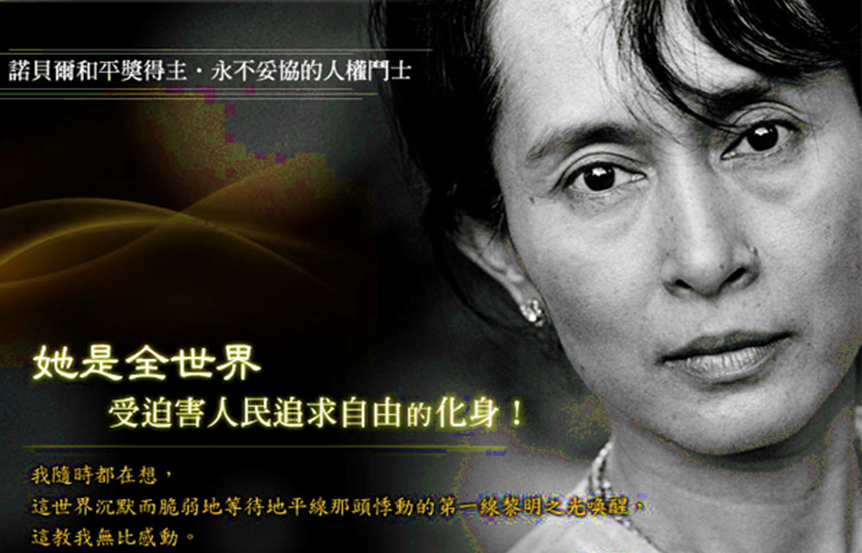 諾貝爾和平獎得主・永不妥協的人權鬥士
她是全世界
受迫害人民追求自由的化身！
我隨時都在想，
這世界沉默而脆弱地等待地平線那頭悸動的第一線黎明之光喚醒，
這教我無比感動。